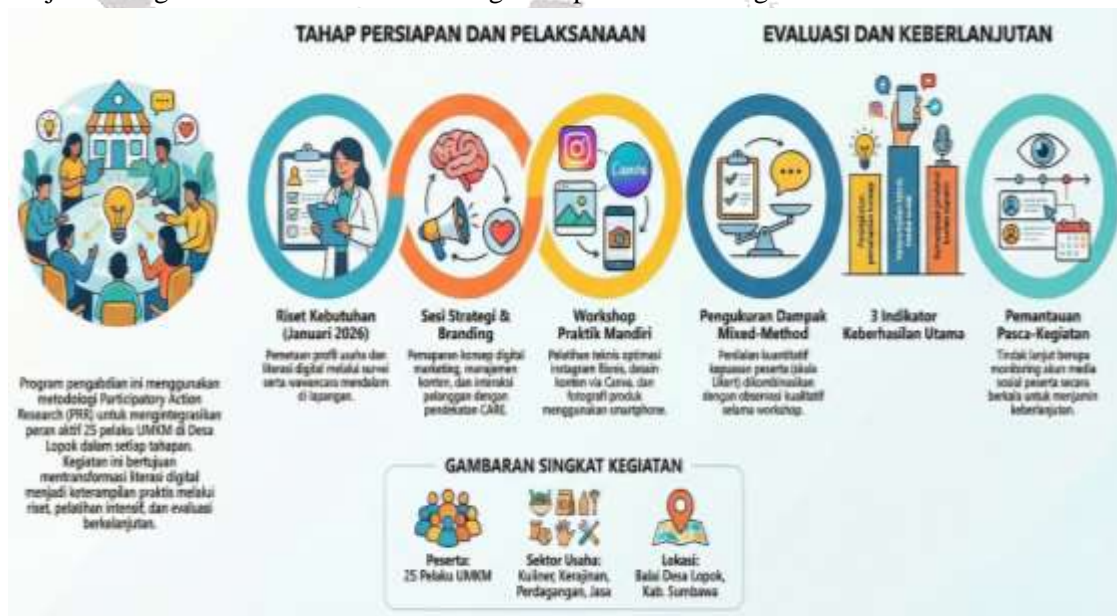 TAHAP PERSIAPAN DAN PELAKSANAAN
EVALUASI DAN KEBERLANJUTAN
Program pengabdian ini menggunakan
metodologi Participatory Action
Research (PRR) untuk mengintegrasikan
peran aktif 25 pelaku UMKM di Desa
Lopok dalam setiap tahapan.
Kegiatan ini bertujuan
mentransformasi literasi digital
menjadi keterampilan praktis melalui
riset, pelatihan intensif, dan evaluasi
berkelanjutan.
Riset Kebutuhan
(Januari 2026)
Pemetaan profil usaha dan
literasi digital melalui survei
serta wawancara mendalam
di lapangan.
Sesi Strategi &
Branding
Pemaparan konsep digital
marketing, manajemen
konten, dan interaksi
pelanggan dengan
pendekatan CARE.
Canva
Workshop
Praktik Mandiri
Pelatihan teknis optimasi
Instagram Bisnis, desain
konten via Canva, dan
fotografi produk
menggunakan smartphone.
Pengukuran Dampak
Mixed-Method
Penilaian kuantitatif
kepuasan peserta (skala
Likert) dikombinasikan
dengan observasi kualitatif
selama workshop.
Peningkatan
pemahaman konsep
3 Indikator
Keberhasilan Utama
Pemantauan
Pasca-Kegiatan
Tindak lanjut berupa
monitoring akun media
sosial peserta secara
berkala untuk menjamin
keberlanjutan.
GAMBARAN SINGKAT KEGIATAN
Peserta:
25 Pelaku UMKM
Sektor Usaha:
Kuliner, Kerajinan,
Perdagangan, Jasa
Lokasi:
Balai Desa Lopok,
Kab. Sumbawa